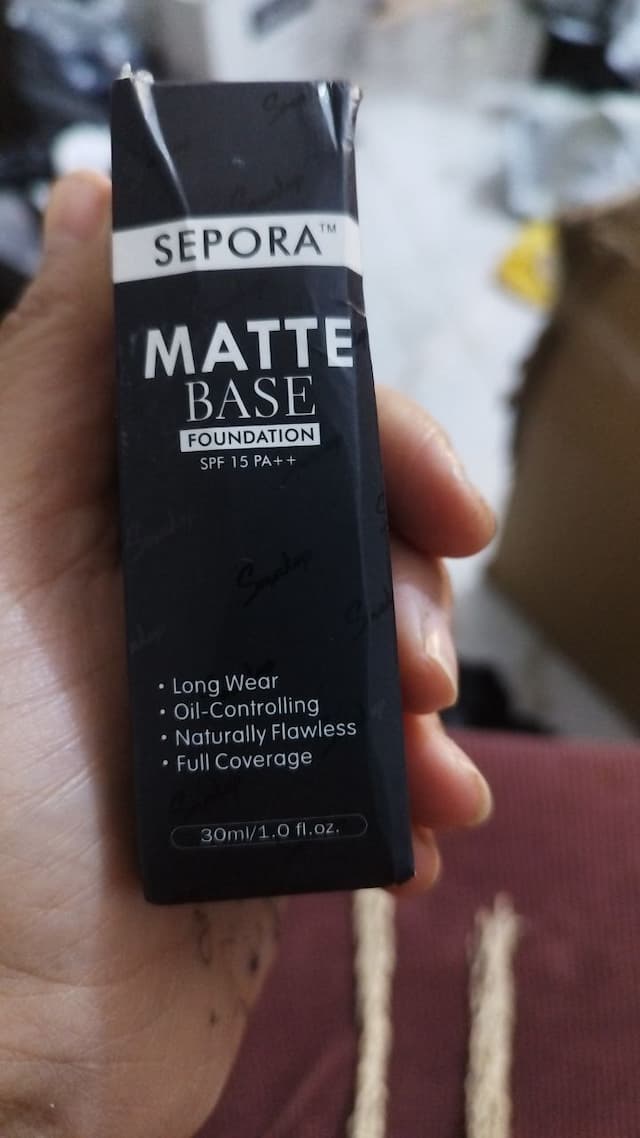 SEPORA™
MATTE
BASE
FOUNDATION
SPF 15 PA++
• Long Wear
• Oil-Controlling
• Naturally Flawless
• Full Coverage
30ml/1.0 fl.oz.